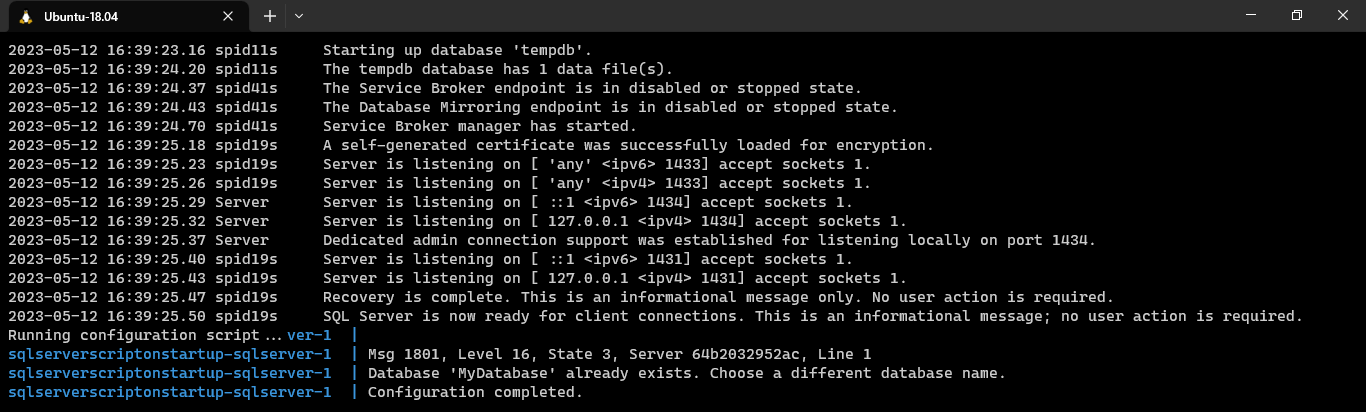 Ubuntu-18.04
2023-05-12 16:39:23.16 spid11s     Starting up database 'tempdb'.
2023-05-12 16:39:24.20 spid11s     The tempdb database has 1 data file(s).
2023-05-12 16:39:24.37 spid41s     The Service Broker endpoint is in disabled or stopped state.
2023-05-12 16:39:24.43 spid41s     The Database Mirroring endpoint is in disabled or stopped state.
2023-05-12 16:39:24.70 spid41s     Service Broker manager has started.
2023-05-12 16:39:25.18 spid19s     A self-generated certificate was successfully loaded for encryption.
2023-05-12 16:39:25.23 spid19s     Server is listening on [ 'any' <ipv6> 1433] accept sockets 1.
2023-05-12 16:39:25.26 spid19s     Server is listening on [ 'any' <ipv4> 1433] accept sockets 1.
2023-05-12 16:39:25.29 Server      Server is listening on [ ::1 <ipv6> 1434] accept sockets 1.
2023-05-12 16:39:25.32 Server      Server is listening on [ 127.0.0.1 <ipv4> 1434] accept sockets 1.
2023-05-12 16:39:25.37 Server      Dedicated admin connection support was established for listening locally on port 1434.
2023-05-12 16:39:25.40 spid19s     Server is listening on [ ::1 <ipv6> 1431] accept sockets 1.
2023-05-12 16:39:25.43 spid19s     Server is listening on [ 127.0.0.1 <ipv4> 1431] accept sockets 1.
2023-05-12 16:39:25.47 spid19s     Recovery is complete. This is an informational message only. No user action is required.
2023-05-12 16:39:25.50 spid19s     SQL Server is now ready for client connections. This is an informational message; no user action is required.
Running configuration script...ver-1  |
sqlserverscriptonstartup-sqlserver-1  | Msg 1801, Level 16, State 3, Server 64b2032952ac, Line 1
sqlserverscriptonstartup-sqlserver-1  | Database 'MyDatabase' already exists. Choose a different database name.
sqlserverscriptonstartup-sqlserver-1  | Configuration completed.